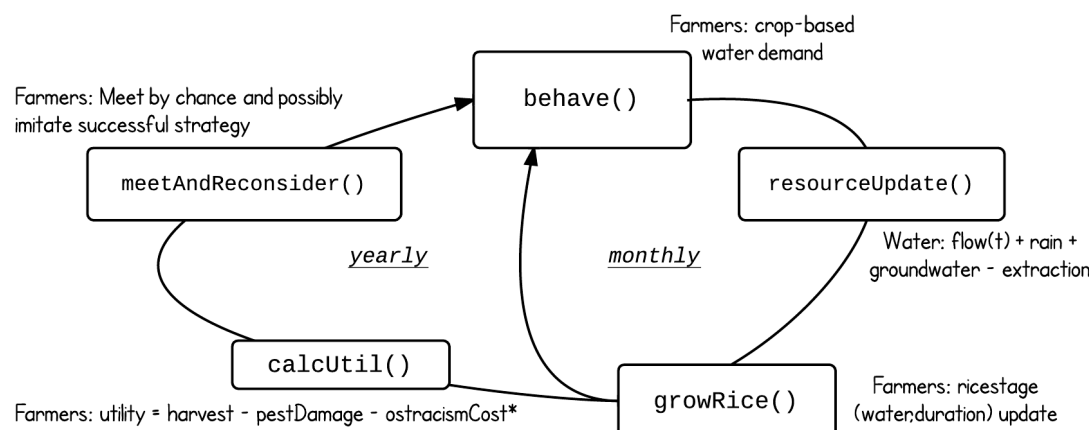 Farmers: crop-based
water demand
behave()
Farmers: Meet by chance and possibly
imitate successful strategy
meetAndReconsider()
resourceUpdate()
Water: flow(t) + rain +
groundwater - extraction
yearly
monthly
calcUtil()
growRice()
Farmers: ricestage
(water,duration) update
Farmers: utility = harvest - pestDamage - ostracismCost*